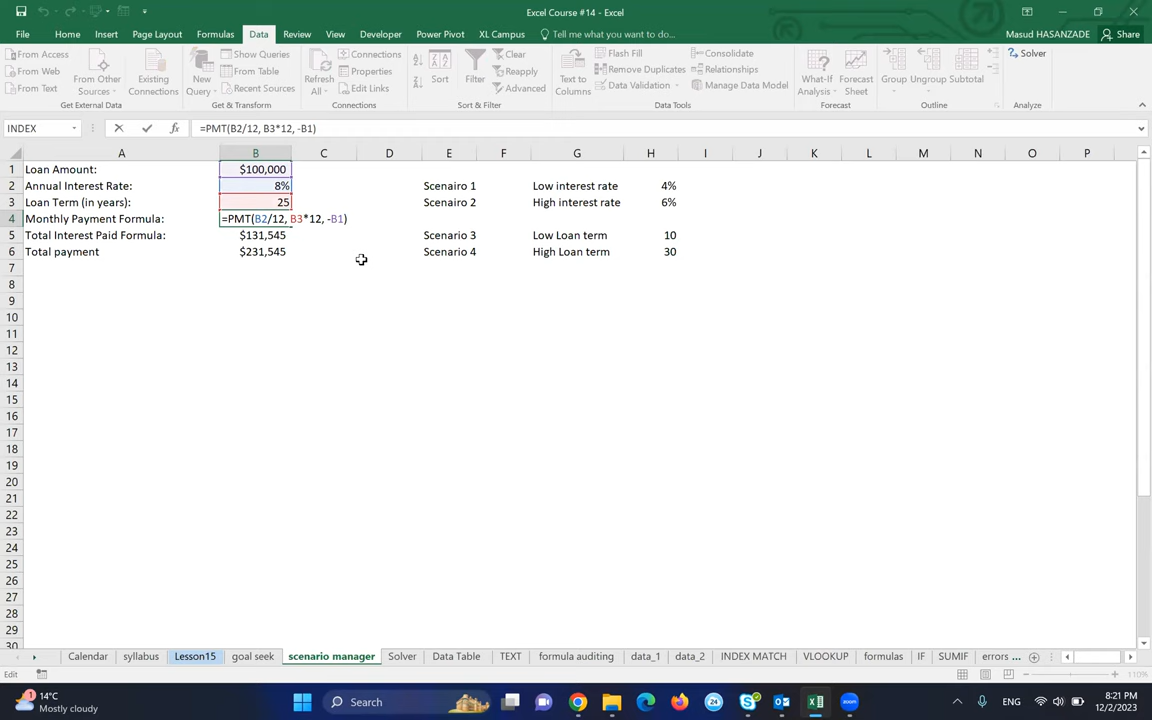 Excel Course #14 - Excel
File Home Insert Page Layout Formulas Data Review View Developer Power Pivot XL Campus Tell me what you want to do... Masud HASANZADE Share
From Access
From Web
From Text
From Other Sources
Existing Connections
Get External Data
New Query
Show Queries
From Table
Recent Sources
Get & Transform
Refresh All
Connections
Properties
Edit Links
Connections
Sort
Filter
Clear
Reapply
Advanced
Sort & Filter
Text to Columns
Flash Fill
Remove Duplicates
Data Validation
Consolidate
Relationships
Manage Data Model
Data Tools
What-If Analysis
Forecast Sheet
Forecast
Group
Ungroup
Subtotal
Outline
Solver
Analyze
INDEX =PMT(B2/12, B3*12, -B1)
A B C D E F G H I J K L M N O P
1 Loan Amount: $100,000
2 Annual Interest Rate: 8% Scenairo 1 Low interest rate 4%
3 Loan Term (in years): 25 Scenairo 2 High interest rate 6%
4 Monthly Payment Formula: =PMT(B2/12, B3*12, -B1)
5 Total Interest Paid Formula: $131,545 Scenairo 3 Low Loan term 10
6 Total payment $231,545 Scenairo 4 High Loan term 30
7
8
9
10
11
12
13
14
15
16
17
18
19
20
21
22
23
24
25
26
27
28
29
30
Calendar syllabus Lesson15 goal seek scenario manager Solver Data Table TEXT formula auditing data_1 data_2 INDEX MATCH VLOOKUP formulas IF SUMIF errors ...
Edit 110%
1 14°C
Mostly cloudy
Search
24
ENG
8:21 PM
12/2/2023